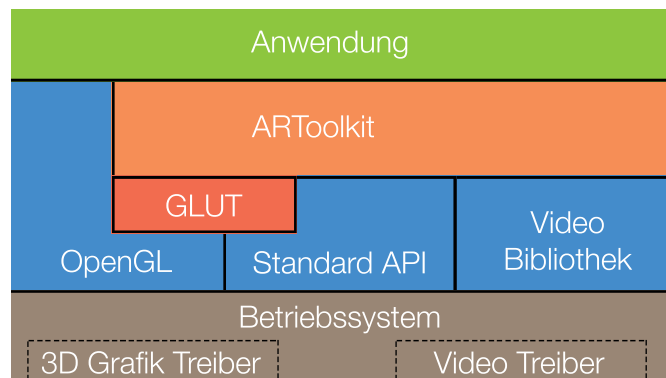 Anwendung
ARToolkit
GLUT
Video
Bibliothek
OpenGL
Standard API
Betriebssystem
3D Grafik Treiber
Video Treiber